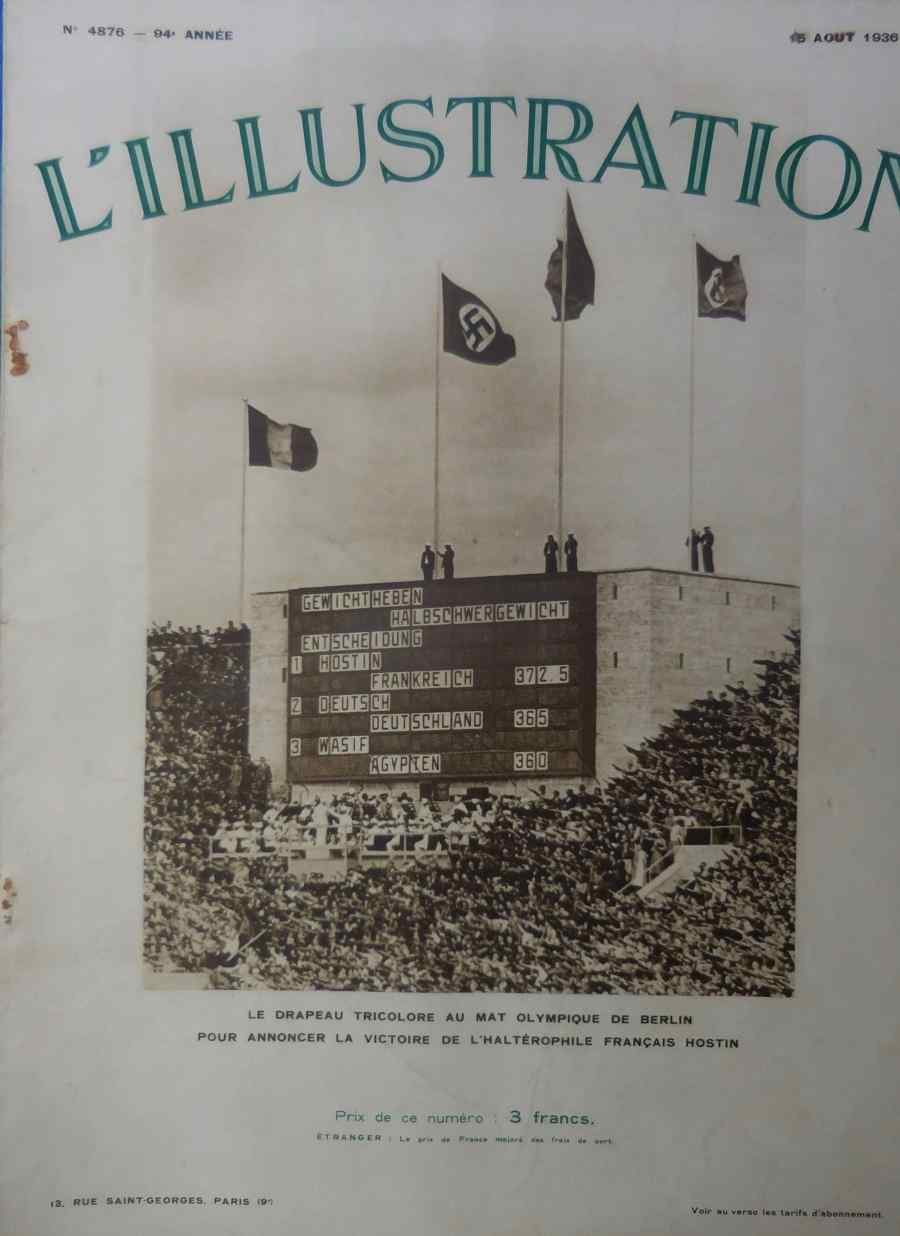 N° 4876 — 94e ANNÉE
15 AOUT 1936
L'ILLUSTRATION
GEWICHTHEBEN
HALBSCHWERGEWICHT
ENTSCHEIDUNG
1 HOSTIN
FRANKREICH 372.5
2 DEUTSCH
DEUTSCHLAND 365
3 WASIF
AGYPTEN 360
LE DRAPEAU TRICOLORE AU MAT OLYMPIQUE DE BERLIN
POUR ANNONCER LA VICTOIRE DE L'HALTÉROPHILE FRANÇAIS HOSTIN
Prix de ce numéro : 3 francs.
ÉTRANGER : Le prix de France majoré des frais de port.
13, RUE SAINT-GEORGES, PARIS (9e)
Voir au verso les tarifs d'abonnement.